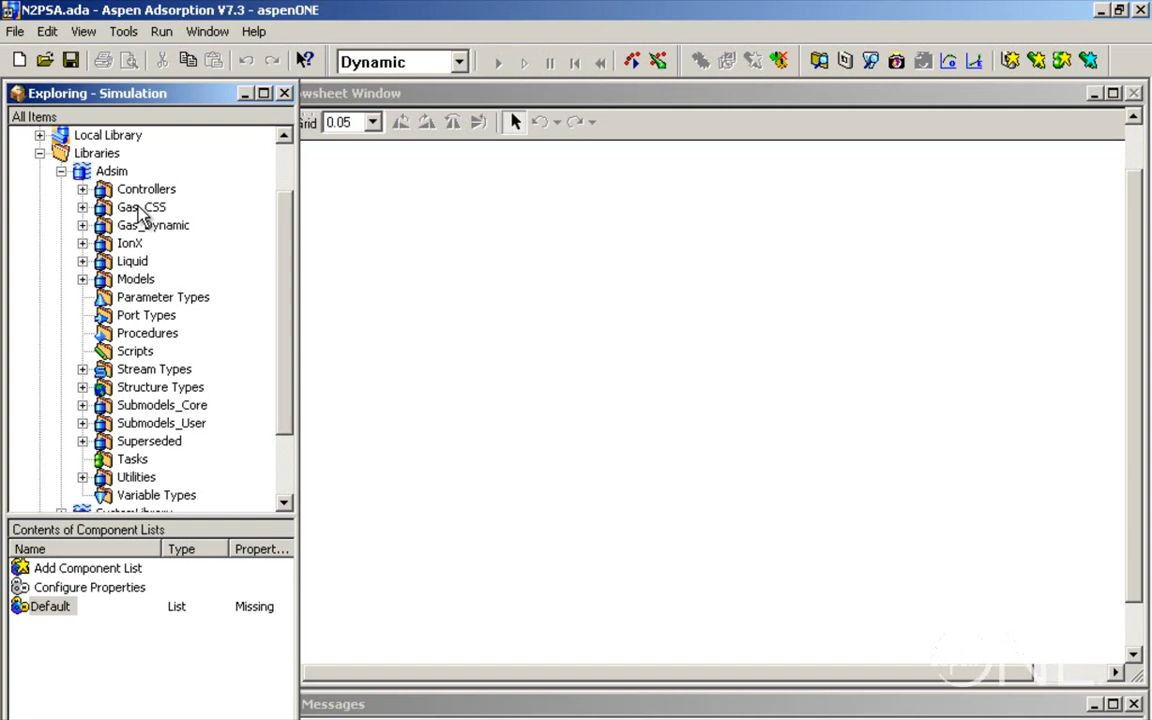 N2PSA.ada - Aspen Adsorption V7.3 - aspenONE
File Edit View Tools Run Window Help
Dynamic
Exploring - Simulation
wsheet Window
All Items
rid 0.05
Local Library
Libraries
Adsim
Controllers
Gas_CSS
Gas_Dynamic
IonX
Liquid
Models
Parameter Types
Port Types
Procedures
Scripts
Stream Types
Structure Types
Submodels_Core
Submodels_User
Superseded
Tasks
Utilities
Variable Types
Contents of Component Lists
Name Type Propert...
Add Component List
Configure Properties
Default List Missing
Messages